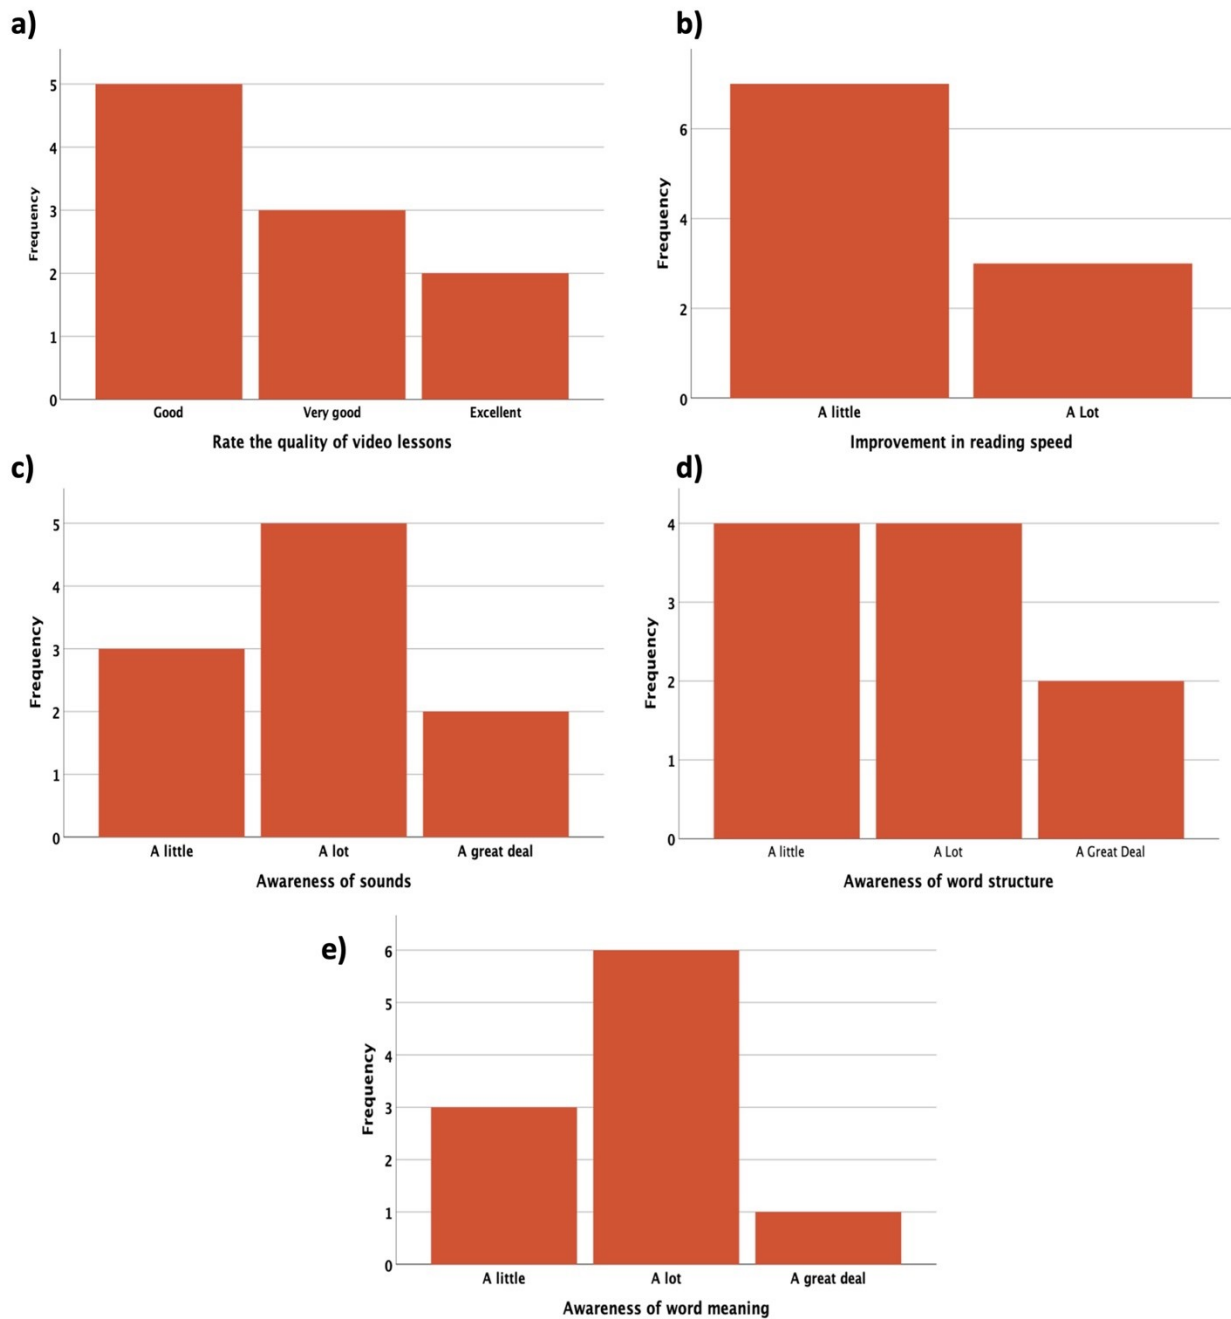 a)
5
4
3
2
1
0
Frequency
Good Very good Excellent
Rate the quality of video lessons
b)
6
4
2
0
Frequency
A little A Lot
Improvement in reading speed
c)
5
4
3
2
1
0
Frequency
A little A lot A great deal
Awareness of sounds
d)
4
3
2
1
0
Frequency
A little A Lot A Great Deal
Awareness of word structure
e)
6
5
4
3
2
1
0
Frequency
A little A lot A great deal
Awareness of word meaning